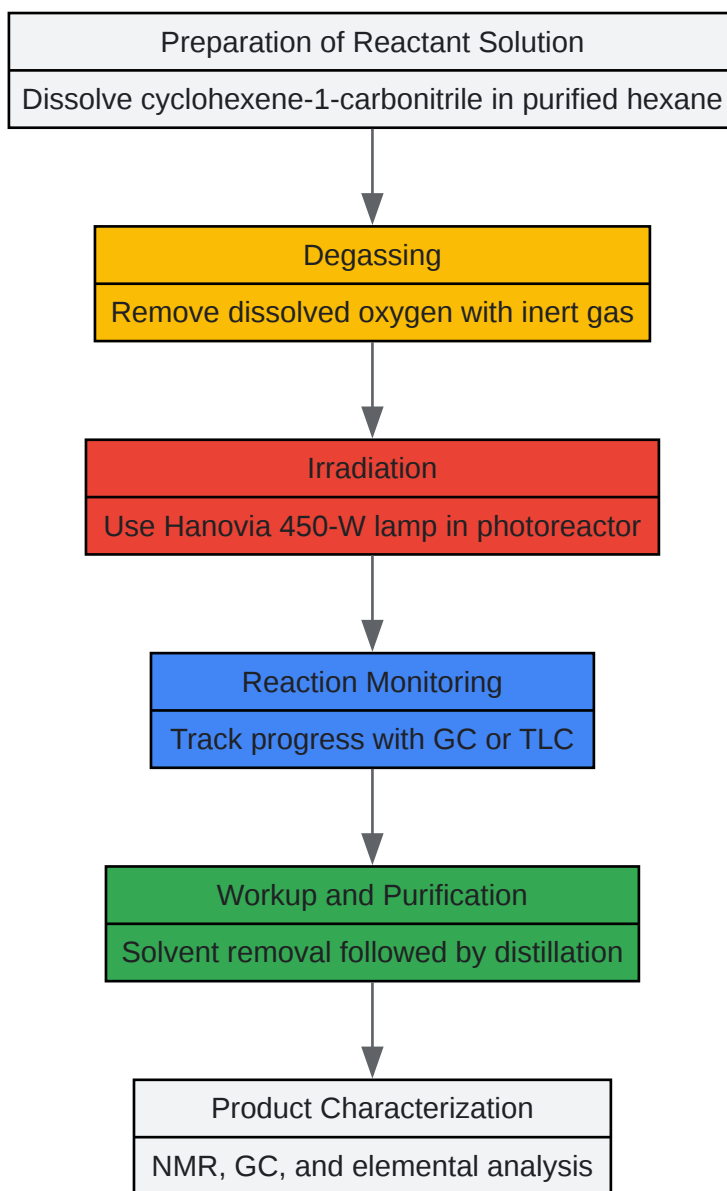 Preparation of Reactant Solution
Dissolve cyclohexene-1-carbonitrile in purified hexane
Degassing
Remove dissolved oxygen with inert gas
Irradiation
Use Hanovia 450-W lamp in photoreactor
Reaction Monitoring
Track progress with GC or TLC
Workup and Purification
Solvent removal followed by distillation
Product Characterization
NMR, GC, and elemental analysis